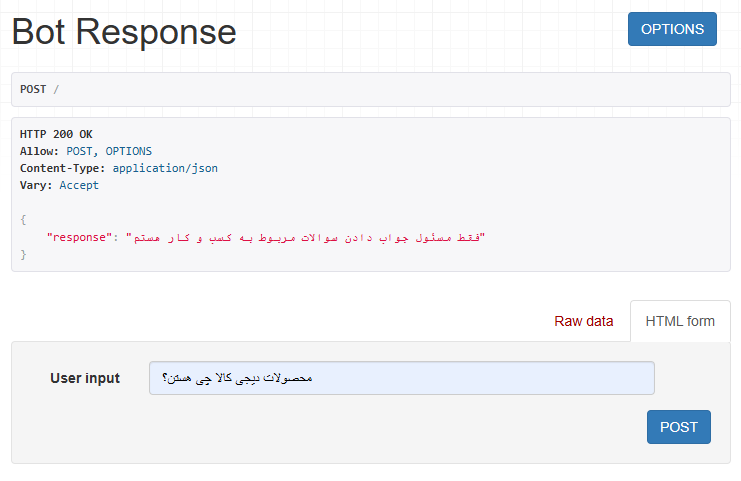 Bot Response
OPTIONS
POST /
HTTP 200 OK
Allow: POST, OPTIONS
Content-Type: application/json
Vary: Accept
{
"response": "فقط مسئول جواب دادن سوالات مربوط به کسب و کار هستم"
}
Raw data
HTML form
User input
محصولات دیجی کالا چی هستن؟
POST